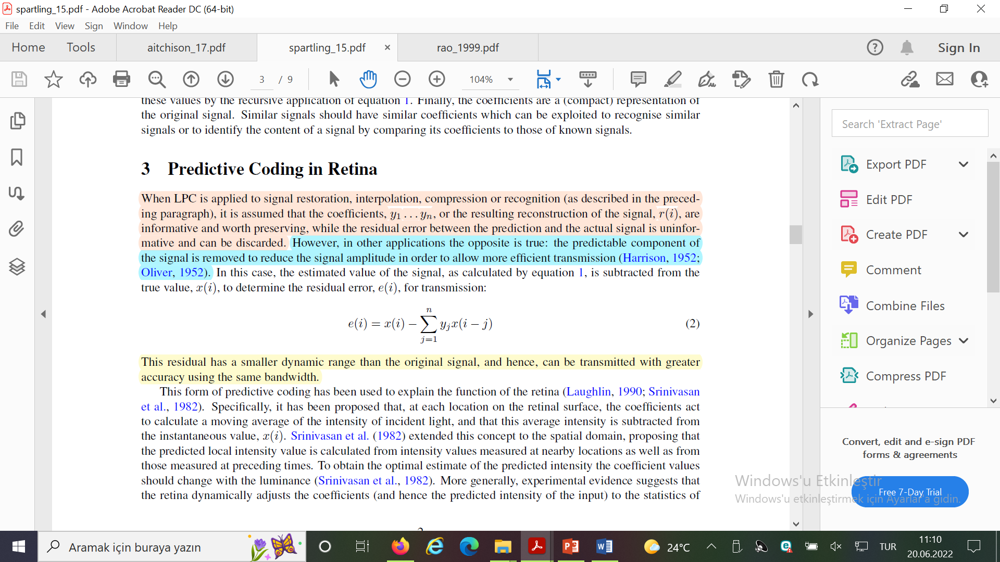 spartling_15.pdf - Adobe Acrobat Reader DC (64-bit)
File Edit View Sign Window Help
Home Tools aitchison_17.pdf spartling_15.pdf × rao_1999.pdf Sign In
3 / 9 104%
these values by the recursive application of equation 1. Finally, the coefficients are a (compact) representation of
the original signal. Similar signals should have similar coefficients which can be exploited to recognise similar
signals or to identify the content of a signal by comparing its coefficients to those of known signals.
3 Predictive Coding in Retina
When LPC is applied to signal restoration, interpolation, compression or recognition (as described in the preced-
ing paragraph), it is assumed that the coefficients, y₁ . . . yₙ, or the resulting reconstruction of the signal, r(i), are
informative and worth preserving, while the residual error between the prediction and the actual signal is uninfor-
mative and can be discarded. However, in other applications the opposite is true: the predictable component of
the signal is removed to reduce the signal amplitude in order to allow more efficient transmission (Harrison, 1952;
Oliver, 1952). In this case, the estimated value of the signal, as calculated by equation 1, is subtracted from the
true value, x(i), to determine the residual error, e(i), for transmission:
e(i) = x(i) − ∑ⁿⱼ₌₁ yⱼx(i − j) (2)
This residual has a smaller dynamic range than the original signal, and hence, can be transmitted with greater
accuracy using the same bandwidth.
This form of predictive coding has been used to explain the function of the retina (Laughlin, 1990; Srinivasan
et al., 1982). Specifically, it has been proposed that, at each location on the retinal surface, the coefficients act
to calculate a moving average of the intensity of incident light, and that this average intensity is subtracted from
the instantaneous value, x(i). Srinivasan et al. (1982) extended this concept to the spatial domain, proposing that
the predicted local intensity value is calculated from intensity values measured at nearby locations as well as from
those measured at preceding times. To obtain the optimal estimate of the predicted intensity the coefficient values
should change with the luminance (Srinivasan et al., 1982). More generally, experimental evidence suggests that
the retina dynamically adjusts the coefficients (and hence the predicted intensity of the input) to the statistics of
Search 'Extract Page'
Export PDF
Edit PDF
Create PDF
Comment
Combine Files
Organize Pages
Compress PDF
Convert, edit and e-sign PDF
forms & agreements
Free 7-Day Trial
Windows'u Etkinleştir
Windows'u etkinleştirmek için Ayarlar'a gidin.
Aramak için buraya yazın
24°C
TUR
11:10
20.06.2022